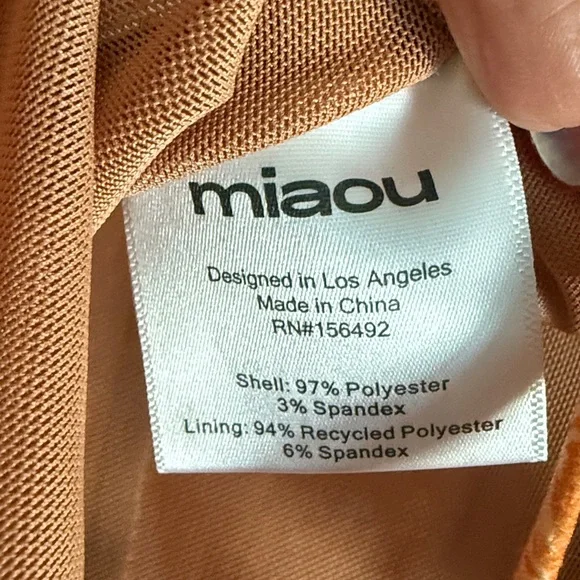 miaou
Designed in Los Angeles
Made in China
RN#156492
Shell: 97% Polyester
3% Spandex
Lining: 94% Recycled Polyester
6% Spandex